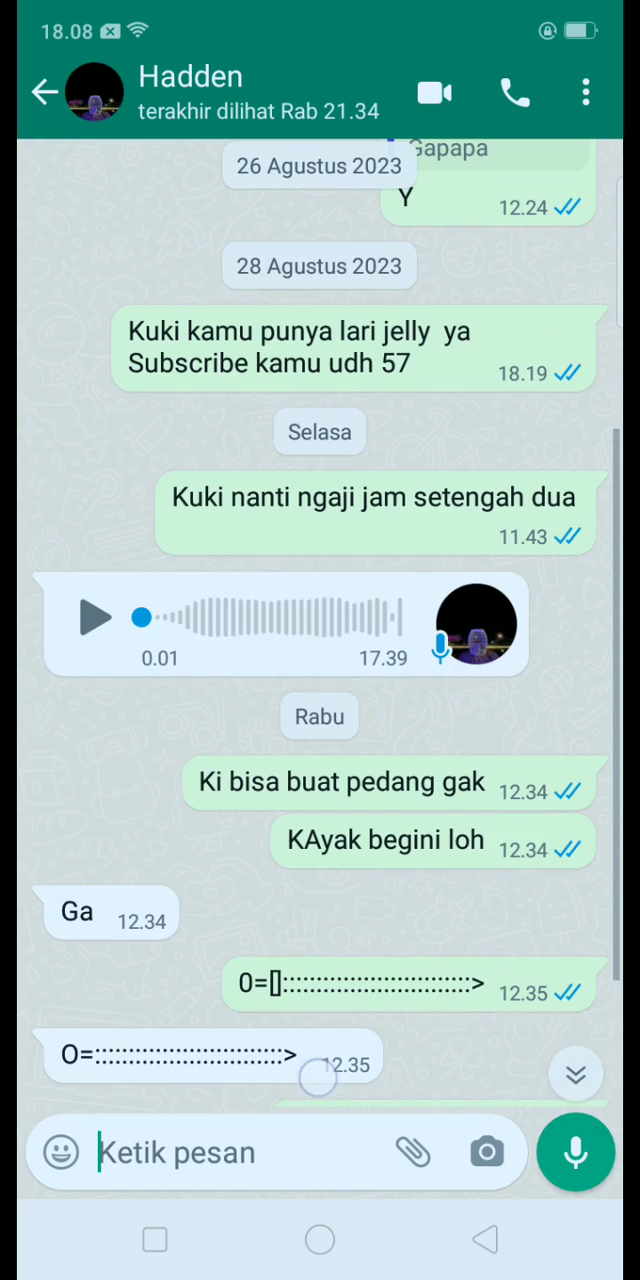 18.08
Hadden
terakhir dilihat Rab 21.34
Gapapa
26 Agustus 2023
Y 12.24
28 Agustus 2023
Kuki kamu punya lari jelly ya
Subscribe kamu udh 57 18.19
Selasa
Kuki nanti ngaji jam setengah dua
11.43
0.01 17.39
Rabu
Ki bisa buat pedang gak 12.34
KAyak begini loh 12.34
Ga 12.34
0=[]::::::::::::::::::::::::::::> 12.35
O=::::::::::::::::::::::::::::> 12.35
Ketik pesan